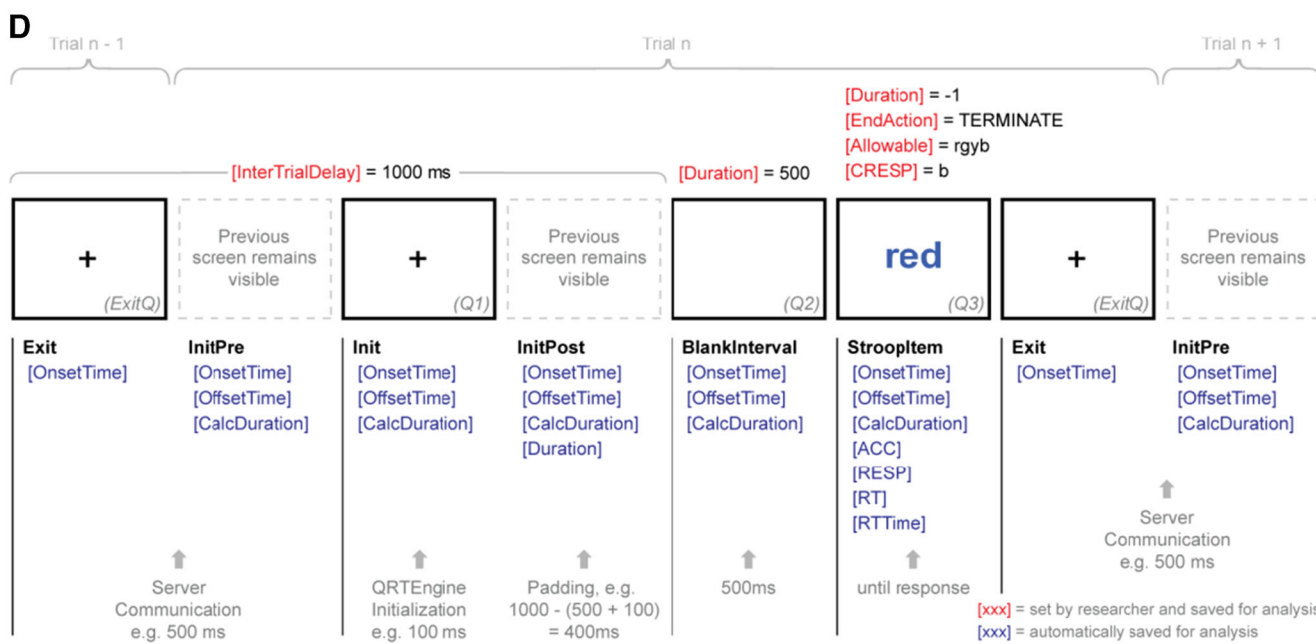 D
Trial n - 1
Trial n
Trial n + 1
[Duration] = -1
[EndAction] = TERMINATE
[Allowable] = rgyb
[CRESP] = b
[InterTrialDelay] = 1000 ms
[Duration] = 500
+
(ExitQ)
Previous
screen remains
visible
+
(Q1)
Previous
screen remains
visible
(Q2)
red
(Q3)
+
(ExitQ)
Previous
screen remains
visible
Exit
[OnsetTime]
InitPre
[OnsetTime]
[OffsetTime]
[CalcDuration]
Init
[OnsetTime]
[OffsetTime]
[CalcDuration]
InitPost
[OnsetTime]
[OffsetTime]
[CalcDuration]
[Duration]
BlankInterval
[OnsetTime]
[OffsetTime]
[CalcDuration]
StroopItem
[OnsetTime]
[OffsetTime]
[CalcDuration]
[ACC]
[RESP]
[RT]
[RTTime]
Exit
[OnsetTime]
InitPre
[OnsetTime]
[OffsetTime]
[CalcDuration]
Server
Communication
e.g. 500 ms
QRTEngine
Initialization
e.g. 100 ms
Padding, e.g.
1000 - (500 + 100)
= 400ms
500ms
until response
Server
Communication
e.g. 500 ms
[xxx] = set by researcher and saved for analysis
[xxx] = automatically saved for analysis